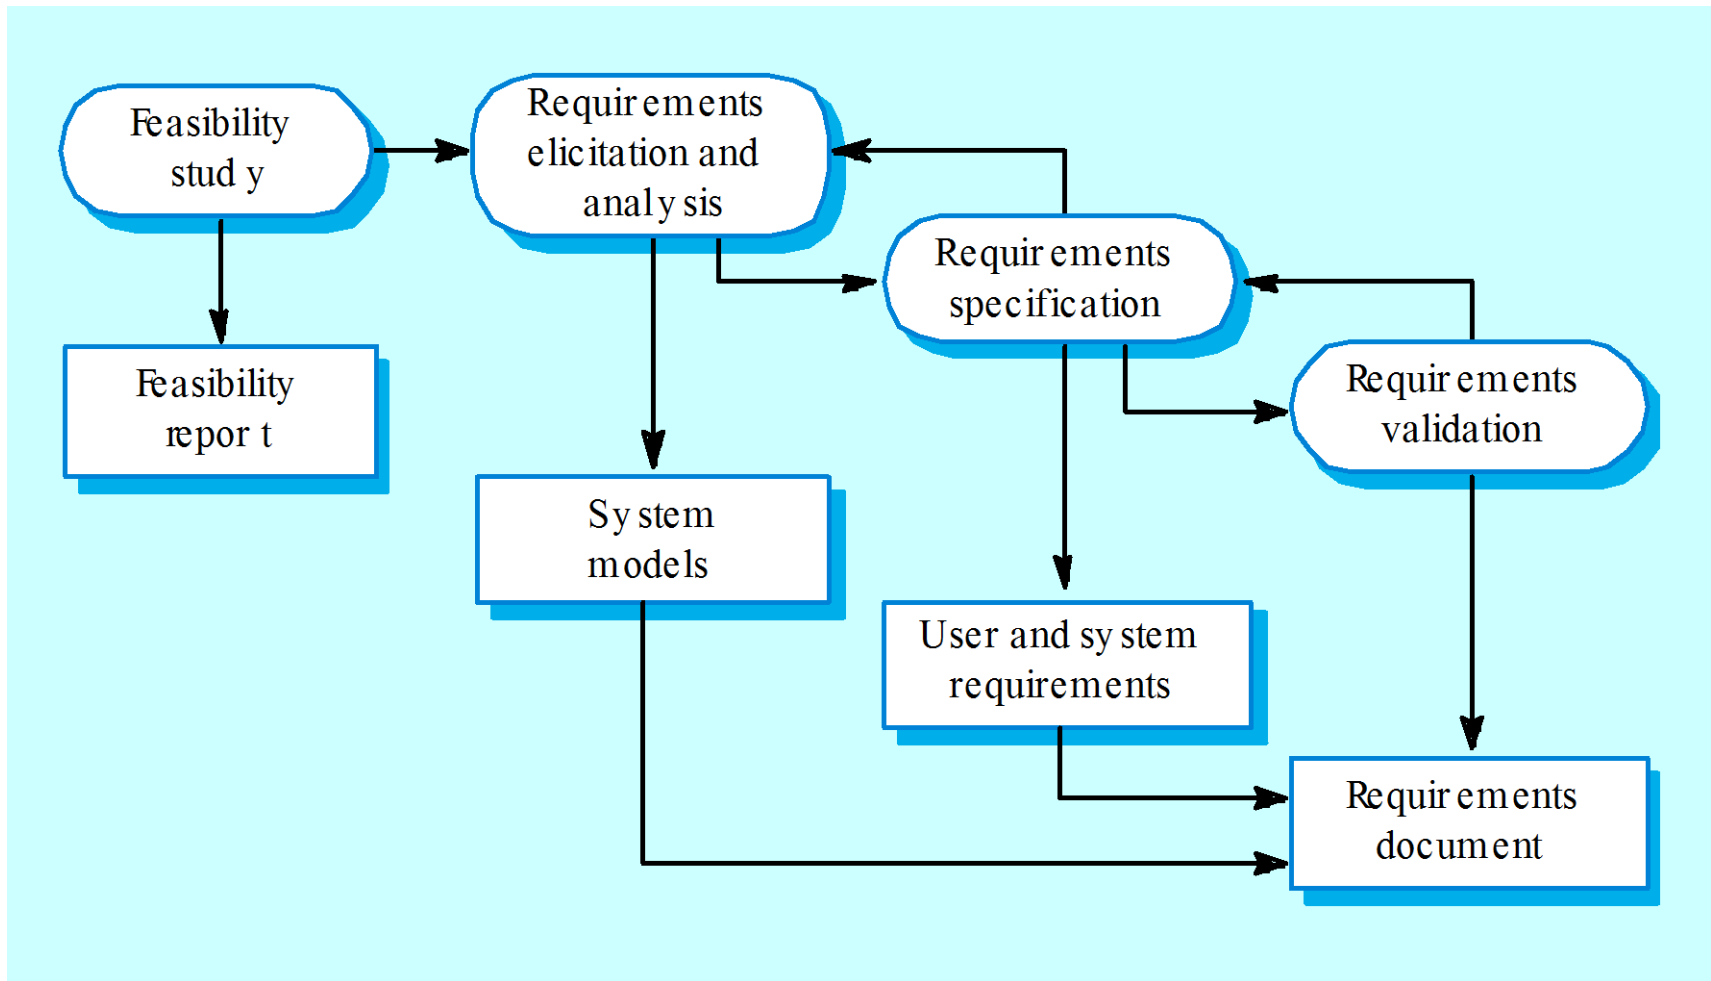 Feasibility
study
Requirements
elicitation and
analysis
Requirements
specification
Requirements
validation
Feasibility
report
System
models
User and system
requirements
Requirements
document